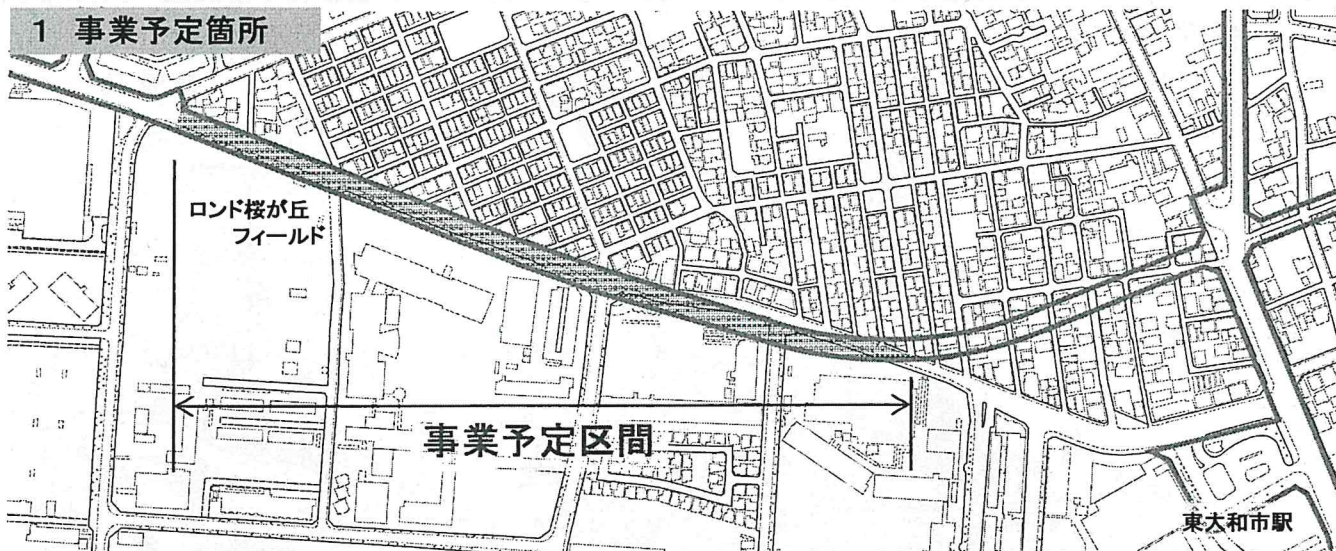 1 事業予定箇所
ロンド桜が丘
フィールド
事業予定区間
東大和市駅